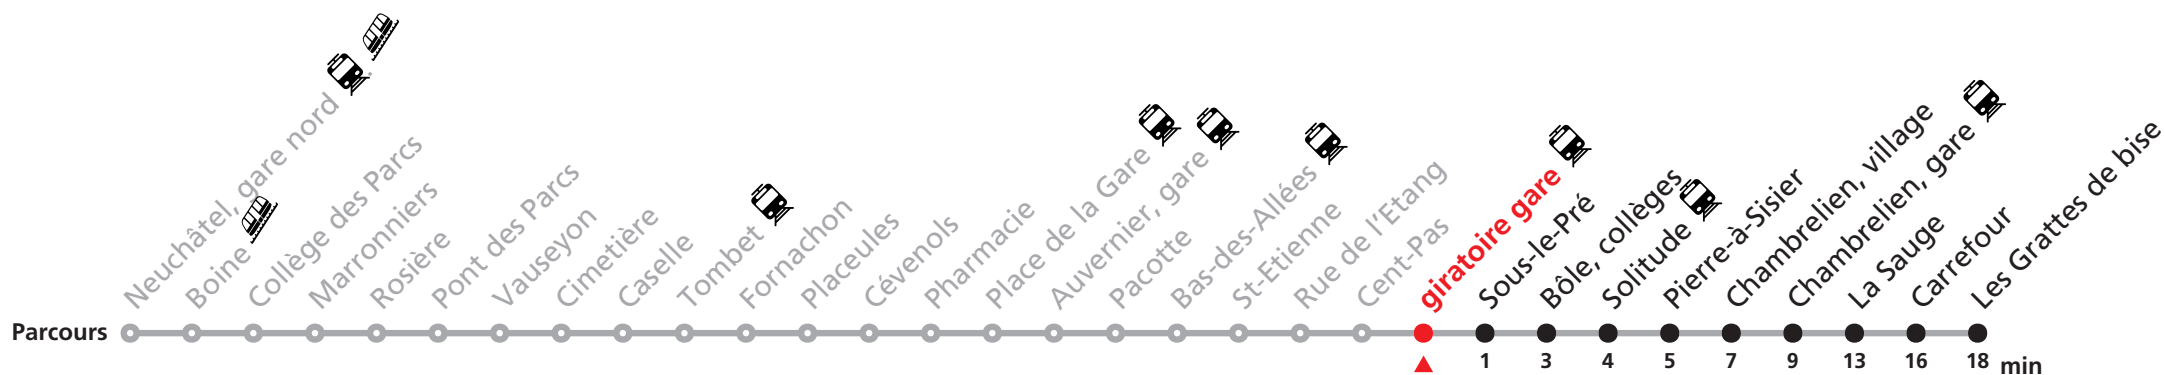 Neuchâtel, gare nord
Boine
Collège des Parcs
Marronniers
Rosière
Pont des Parcs
Vauseyon
Cimetière
Caselle
Tombet
Fornachon
Placeules
Cévenols
Pharmacie
Place de la Gare
Auvernier, gare
Pacotte
Bas-des-Allées
St-Etienne
Rue de l'Etang
Cent-Pas
giratoire gare
Sous-le-Pré
Bôle, collèges
Solitude
Pierre-à-Sisier
Chambrelien, village
Chambrelien, gare
La Sauge
Carrefour
Les Grattes de bise
Parcours
1 3 4 5 7 9 13 16 18 min